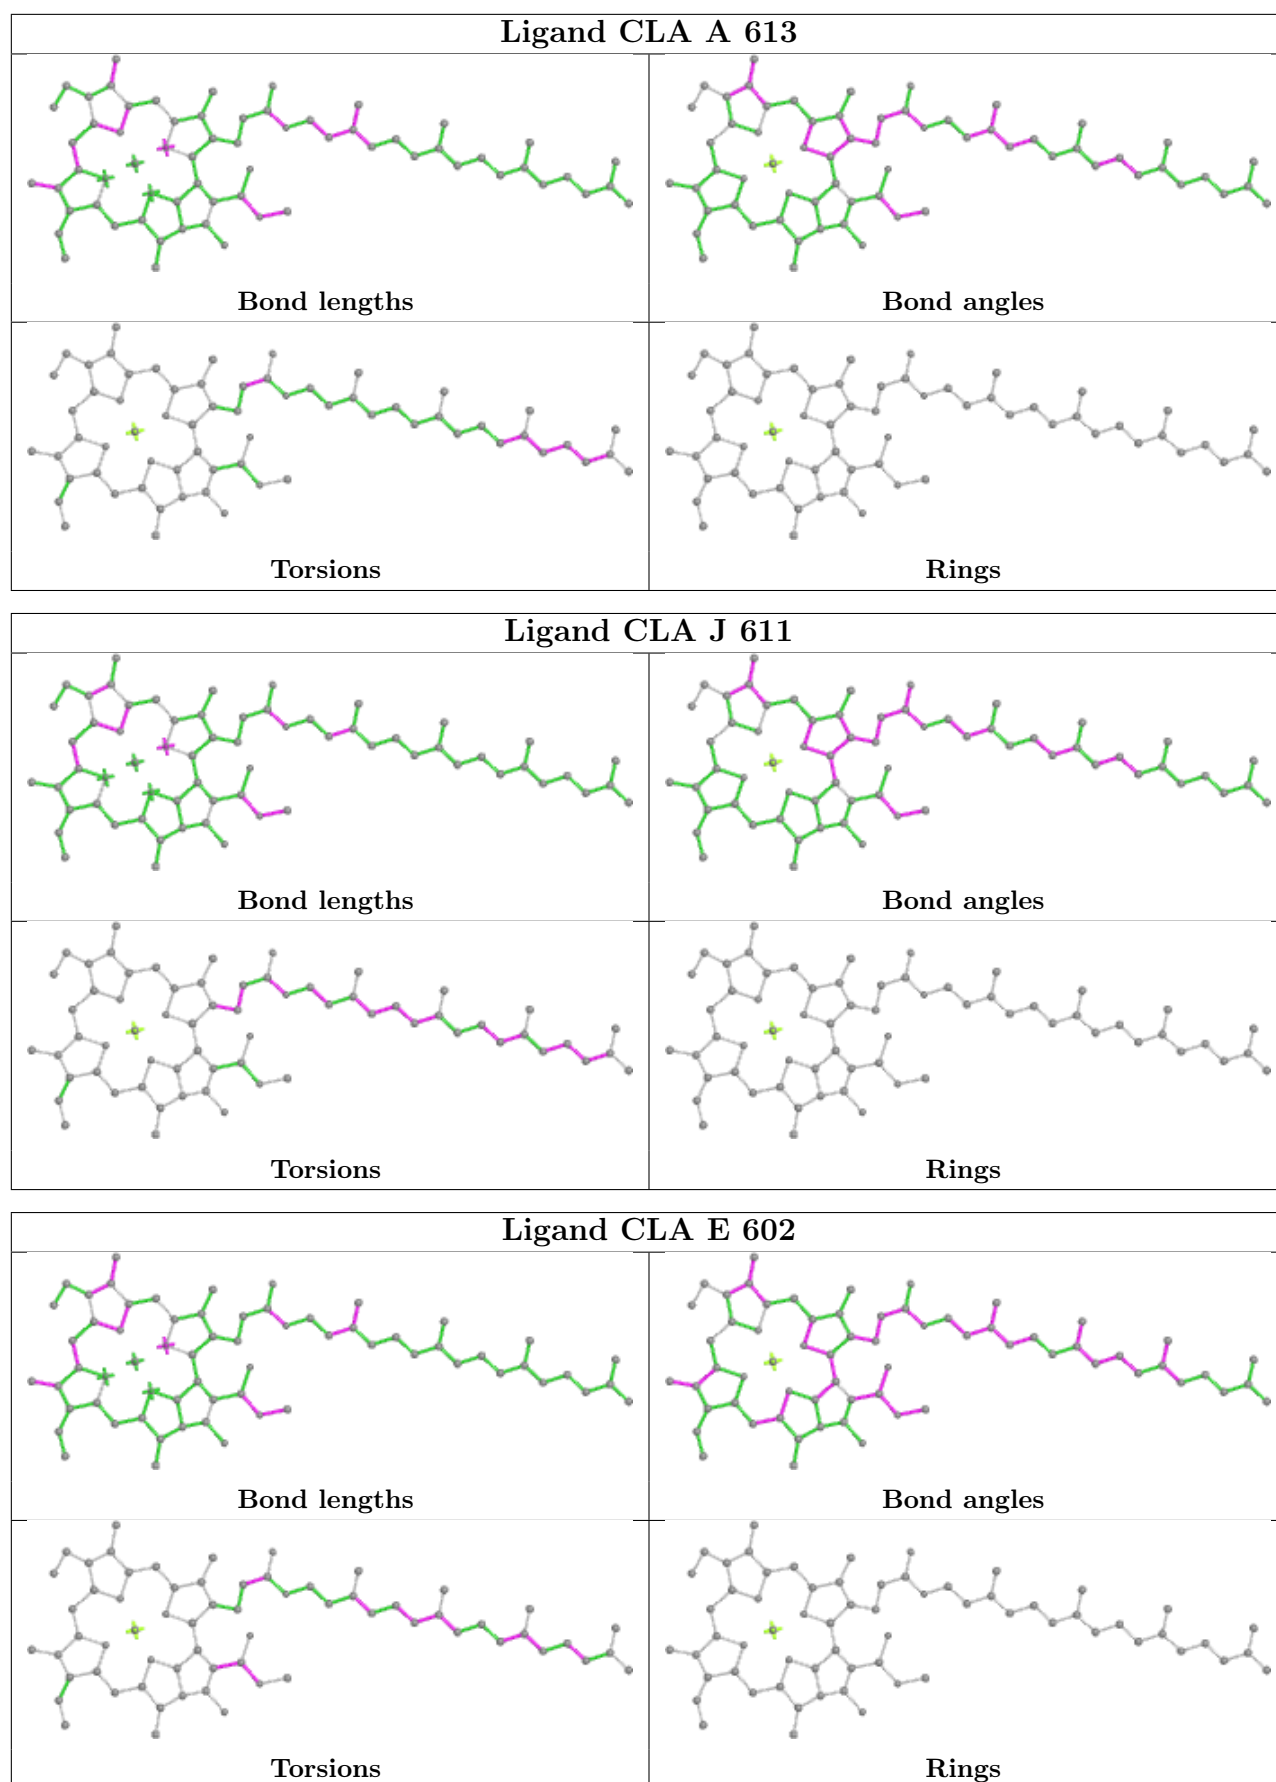 Ligand CLA A 613
Bond lengths
Bond angles
Torsions
Rings
Ligand CLA J 611
Bond lengths
Bond angles
Torsions
Rings
Ligand CLA E 602
Bond lengths
Bond angles
Torsions
Rings